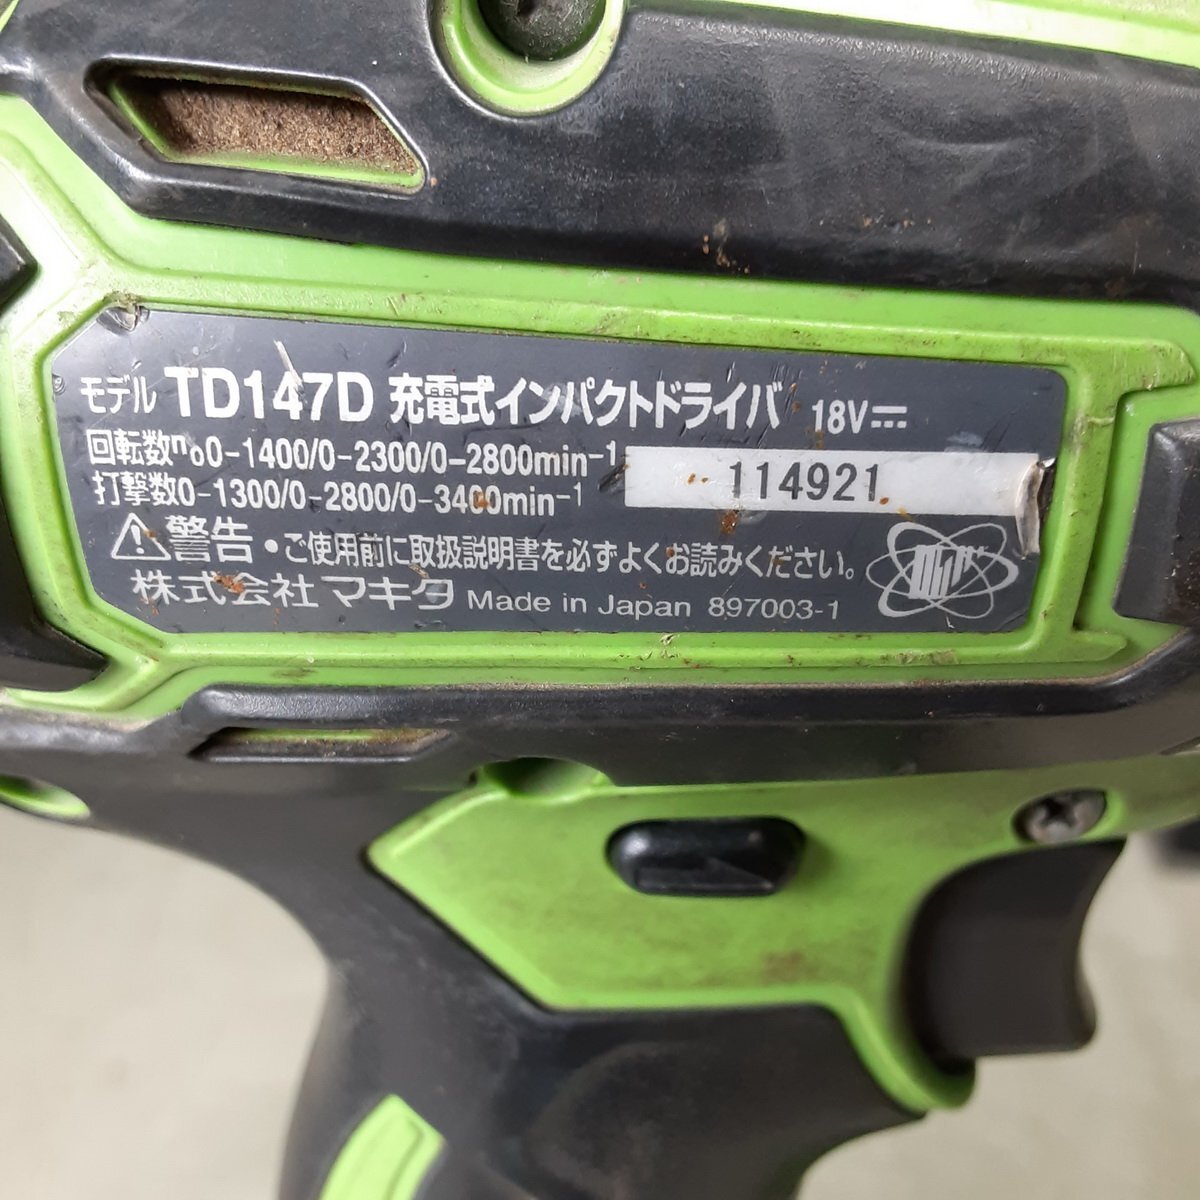 モデル TD147D 充電式インパクトドライバ 18V⎓
回転数n₀0-1400/0-2300/0-2800min⁻¹
打撃数0-1300/0-2800/0-3400min⁻¹
114921
⚠警告・ご使用前に取扱説明書を必ずよくお読みください。
株式会社マキタ Made in Japan 897003-1